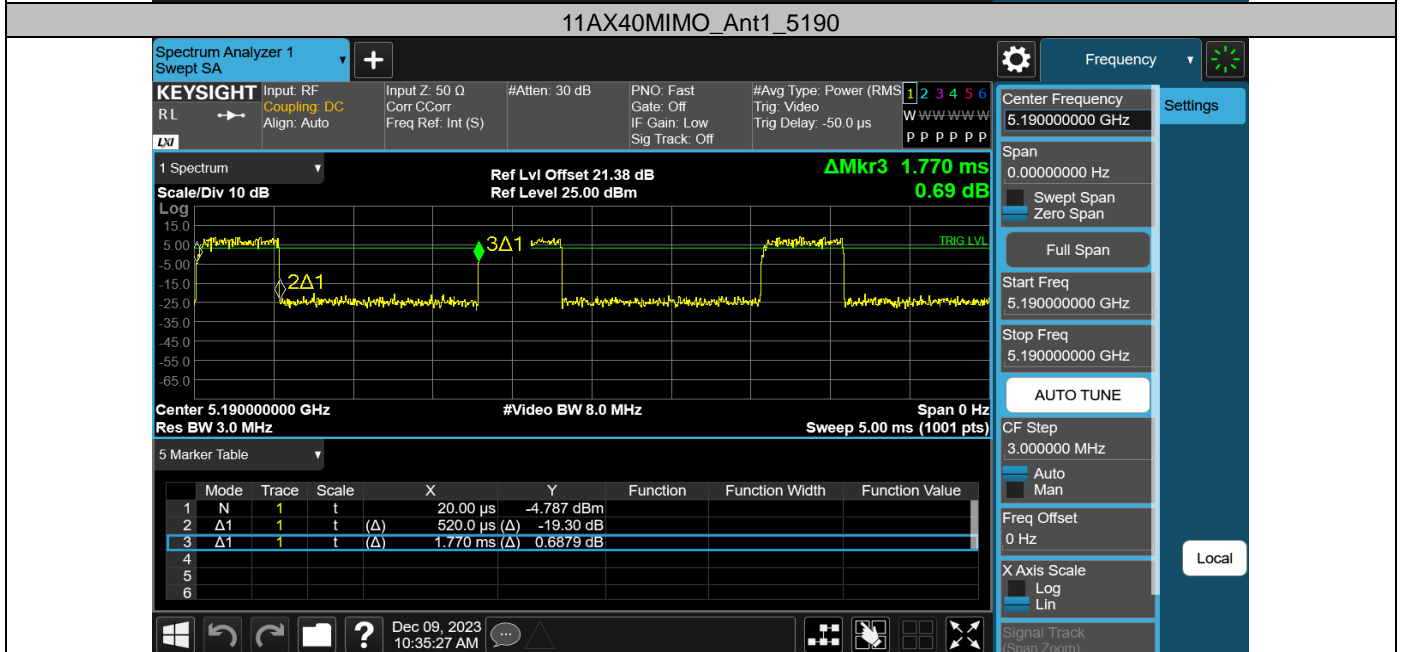 11AX40MIMO_Ant1_5190
Spectrum Analyzer 1
Swept SA
Frequency
KEYSIGHT
R L
LXI
Input: RF
Coupling: DC
Align: Auto
Input Z: 50 Ω
Corr CCorr
Freq Ref: Int (S)
#Atten: 30 dB
PNO: Fast
Gate: Off
IF Gain: Low
Sig Track: Off
#Avg Type: Power (RMS
Trig: Video
Trig Delay: -50.0 µs
1 2 3 4 5 6
W W W W W W
P P P P P P
1 Spectrum
Scale/Div 10 dB
Ref Lvl Offset 21.38 dB
Ref Level 25.00 dBm
ΔMkr3 1.770 ms
0.69 dB
Log
15.0
5.00
-5.00
-15.0
-25.0
-35.0
-45.0
-55.0
-65.0
2Δ1
3Δ1
TRIG LVL
Center 5.190000000 GHz
#Video BW 8.0 MHz
Span 0 Hz
Res BW 3.0 MHz
Sweep 5.00 ms (1001 pts)
5 Marker Table
Mode Trace Scale X Y Function Function Width Function Value
1 N 1 t 20.00 µs -4.787 dBm
2 Δ1 1 t (Δ) 520.0 µs (Δ) -19.30 dB
3 Δ1 1 t (Δ) 1.770 ms (Δ) 0.6879 dB
4
5
6
Dec 09, 2023
10:35:27 AM
Center Frequency
5.190000000 GHz
Settings
Span
0.00000000 Hz
Swept Span
Zero Span
Full Span
Start Freq
5.190000000 GHz
Stop Freq
5.190000000 GHz
AUTO TUNE
CF Step
3.000000 MHz
Auto
Man
Freq Offset
0 Hz
X Axis Scale
Log
Lin
Local
Signal Track
(Span Zoom)